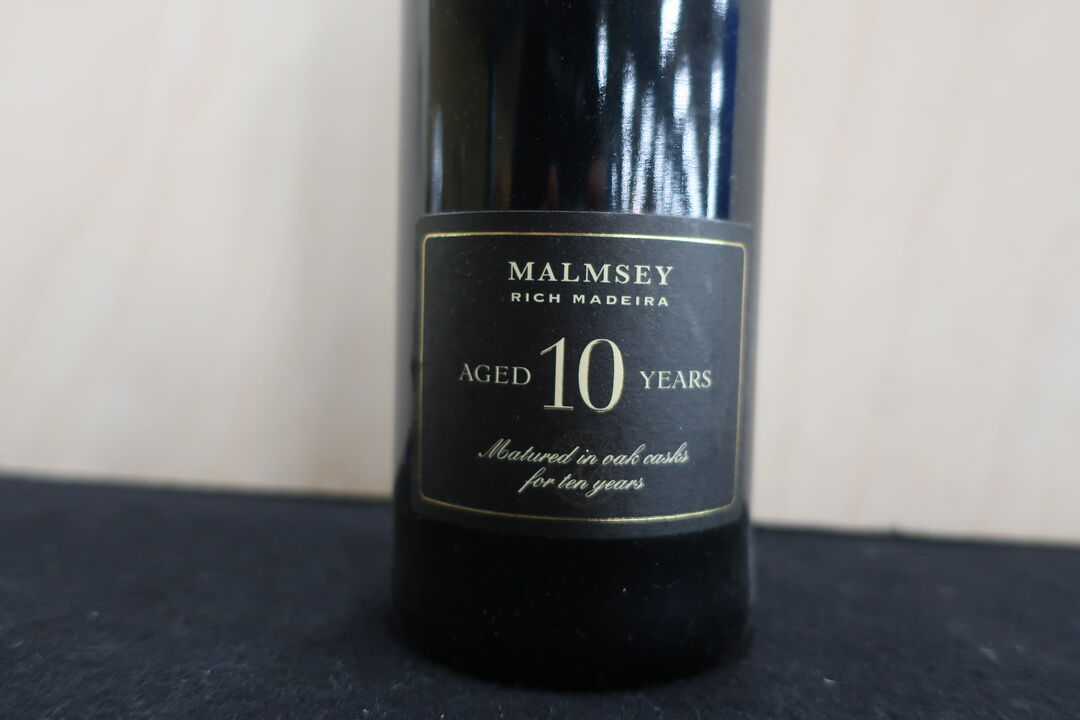 MALMSEY
RICH MADEIRA
AGED 10 YEARS
Matured in oak casks
for ten years